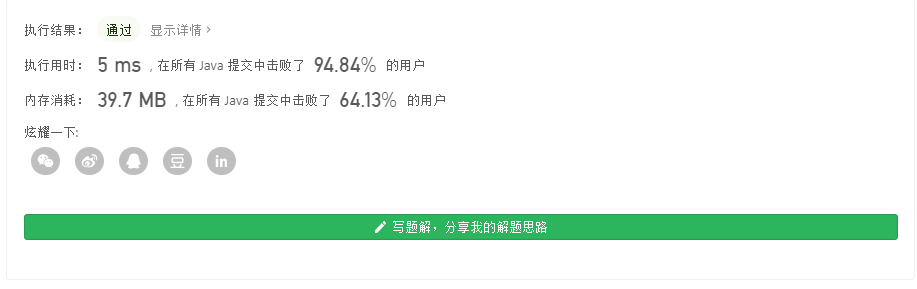 执行结果： 通过 显示详情 >
执行用时： 5 ms , 在所有 Java 提交中击败了 94.84% 的用户
内存消耗： 39.7 MB , 在所有 Java 提交中击败了 64.13% 的用户
炫耀一下:
豆 in
写题解，分享我的解题思路